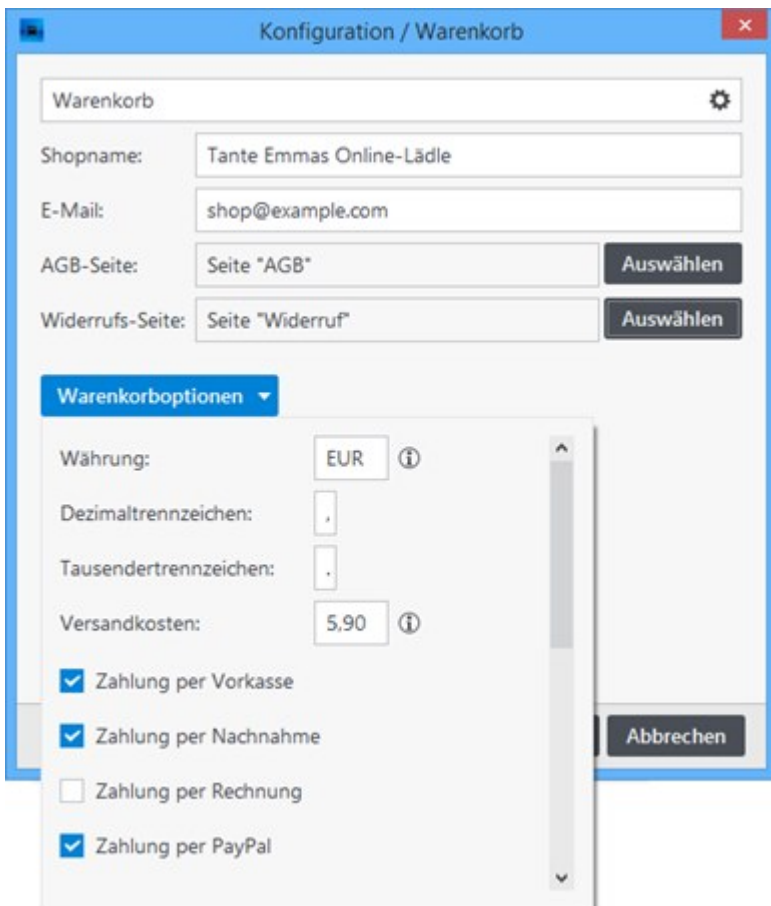 Konfiguration / Warenkorb
Warenkorb
Shopname: Tante Emmas Online-Lädle
E-Mail: shop@example.com
AGB-Seite: Seite "AGB" Auswählen
Widerrufs-Seite: Seite "Widerruf" Auswählen
Warenkorboptionen
Währung: EUR
Dezimaltrennzeichen: ,
Tausendertrennzeichen: .
Versandkosten: 5,90
Zahlung per Vorkasse
Zahlung per Nachnahme
Abbrechen
Zahlung per Rechnung
Zahlung per PayPal